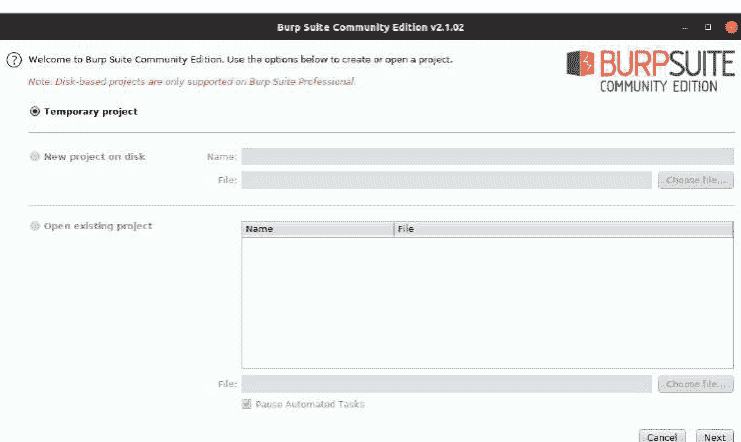 Burp Suite Community Edition v2.1.02
? Welcome to Burp Suite Community Edition. Use the options below to create or open a project.
Note: Disk-based projects are only supported on Burp Suite Professional.
BURPSUITE
COMMUNITY EDITION
Temporary project
New project on disk Name:
File: Choose file...
Open existing project
Name File
File: Choose file...
Pause Automated Tasks
Cancel Next